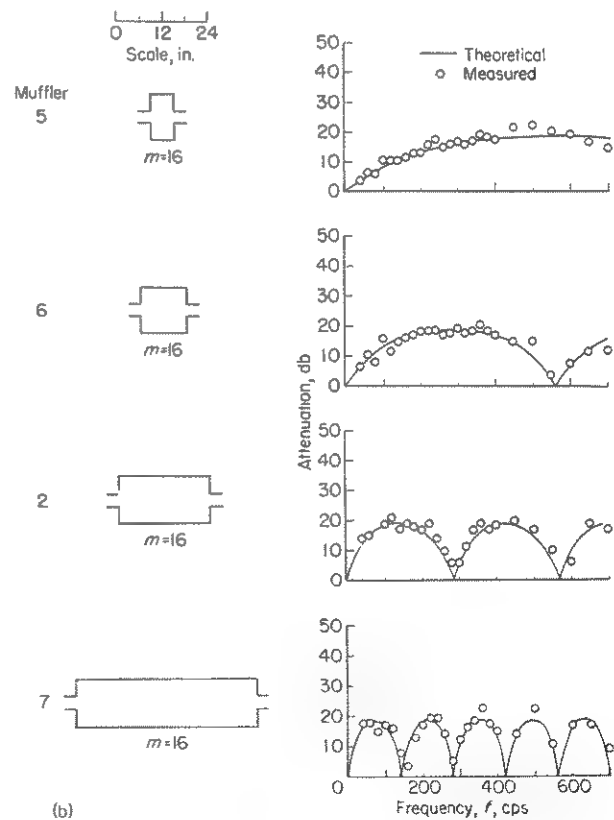 0 12 24
Scale, in.
Muffler
5
m=16
50
40
30
20
10
0
Theoretical
Measured
6
m=16
50
40
30
20
10
0
Attenuation, db
2
m=16
50
40
30
20
10
0
7
m=16
50
40
30
20
10
0 200 400 600
Frequency, f, cps
(b)